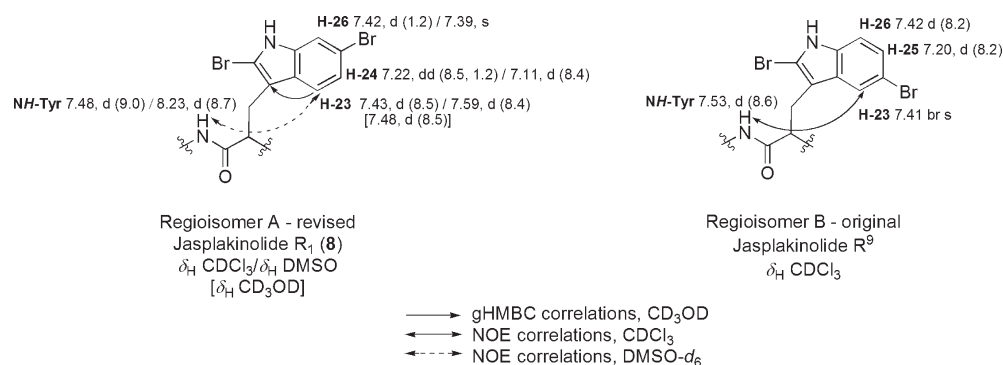 H-26 7.42, d (1.2) / 7.39, s
H
N
Br
Br
H-24 7.22, dd (8.5, 1.2) / 7.11, d (8.4)
NH-Tyr 7.48, d (9.0) / 8.23, d (8.7)
H-23 7.43, d (8.5) / 7.59, d (8.4)
[7.48, d (8.5)]
H
N
O
Regioisomer A - revised
Jasplakinolide R₁ (8)
δH CDCl₃/δH DMSO
[δH CD₃OD]
H-26 7.42 d (8.2)
H
N
H-25 7.20, d (8.2)
Br
Br
NH-Tyr 7.53, d (8.6)
H-23 7.41 br s
H
N
O
Regioisomer B - original
Jasplakinolide R⁹
δH CDCl₃
gHMBC correlations, CD₃OD
NOE correlations, CDCl₃
NOE correlations, DMSO-d₆